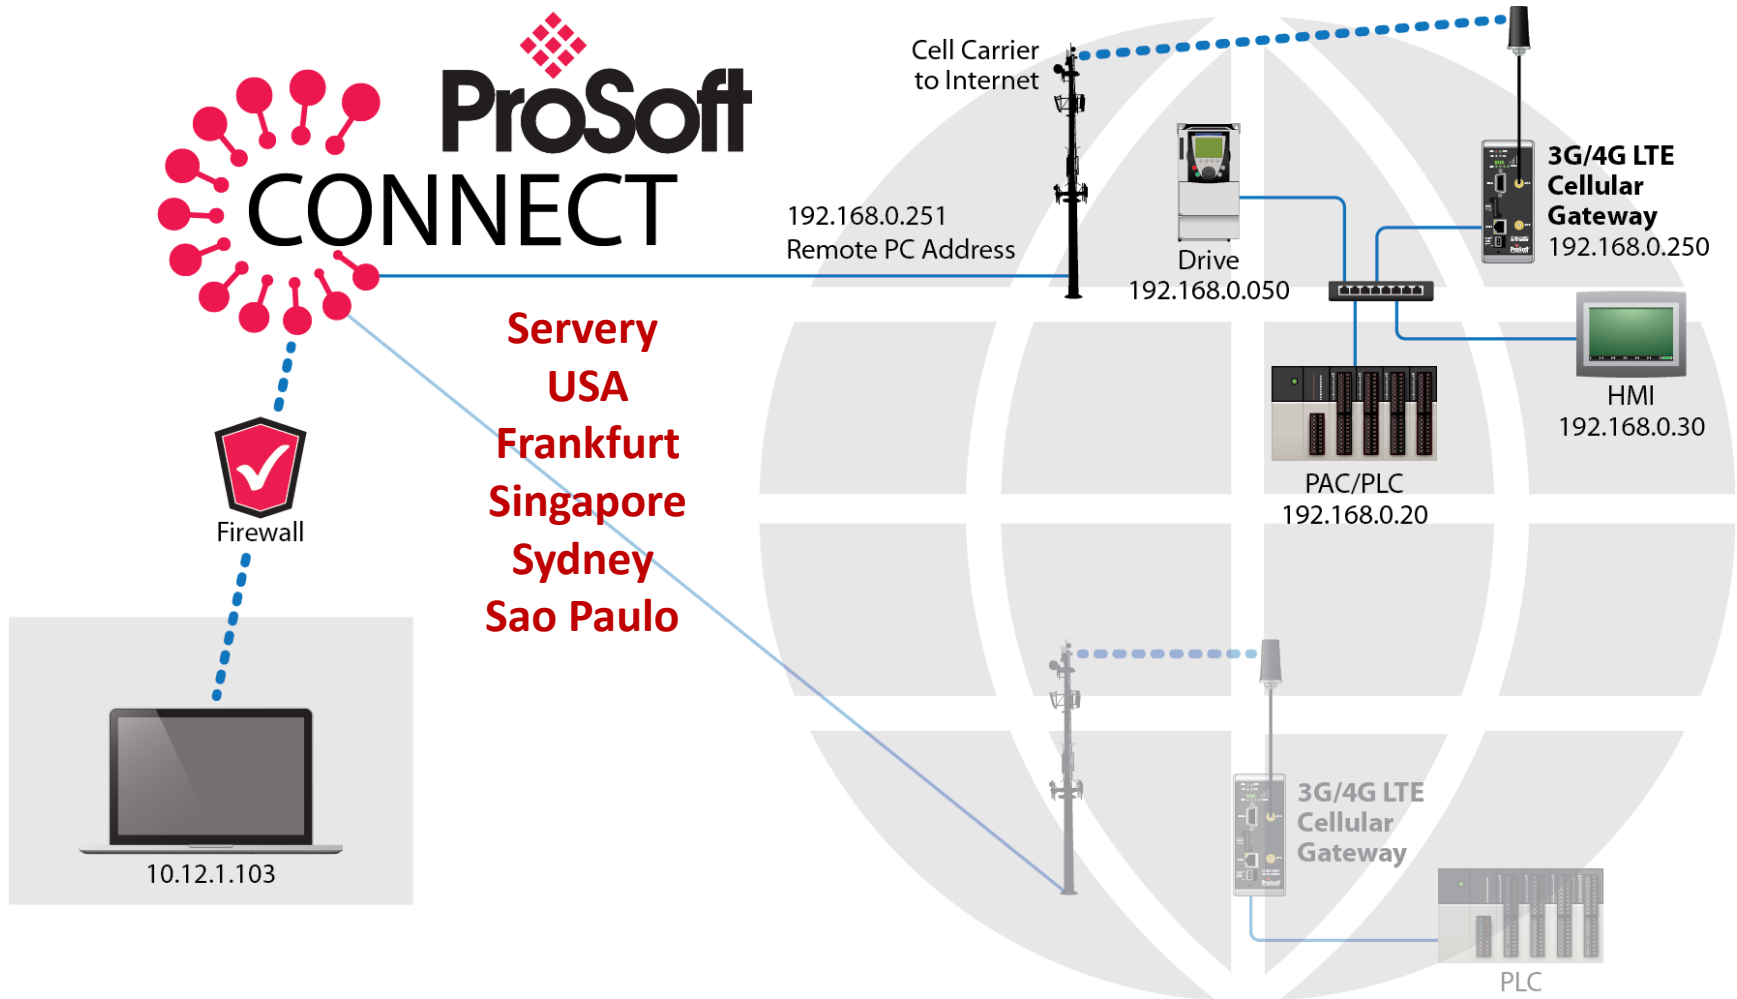 ProSoft
CONNECT
Cell Carrier
to Internet
192.168.0.251
Remote PC Address
Drive
192.168.0.050
3G/4G LTE
Cellular
Gateway
192.168.0.250
ProSoft
HMI
192.168.0.30
PAC/PLC
192.168.0.20
Servery
USA
Frankfurt
Singapore
Sydney
Sao Paulo
Firewall
10.12.1.103
3G/4G LTE
Cellular
Gateway
ProSoft
PLC